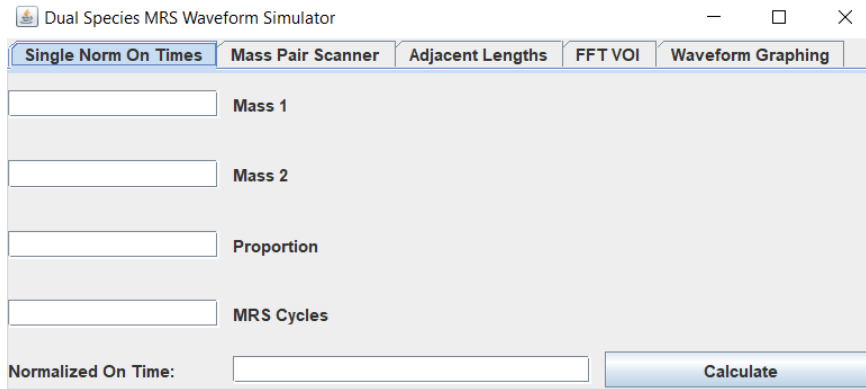 Dual Species MRS Waveform Simulator
Single Norm On Times Mass Pair Scanner Adjacent Lengths FFT VOI Waveform Graphing
Mass 1
Mass 2
Proportion
MRS Cycles
Normalized On Time: Calculate